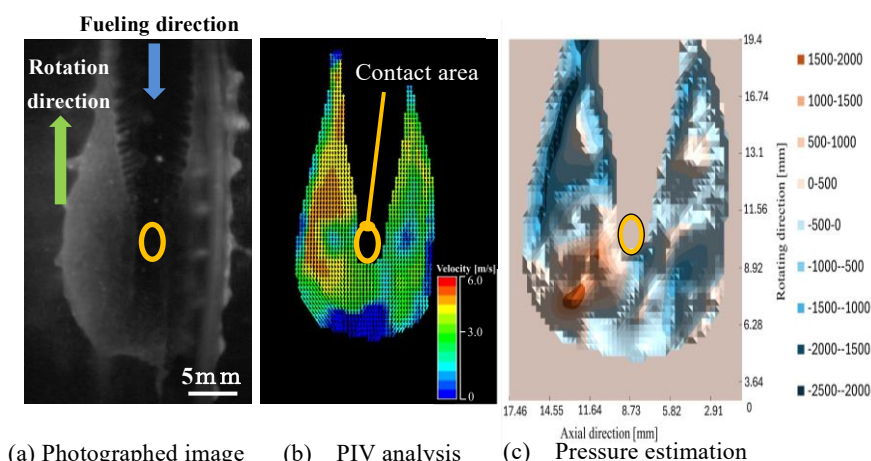 Fueling direction
Rotation
direction
5mm
Contact area
Velocity [m/s]
6.0
3.0
0
19.4
16.74
13.1
11.56
8.92
6.28
3.64
0
Rotating direction [mm]
17.46 14.55 11.64 8.73 5.82 2.91
Axial direction [mm]
1500-2000
1000-1500
500-1000
0-500
-500-0
-1000--500
-1500--1000
-2000--1500
-2500--2000
(a) Photographed image
(b) PIV analysis
(c) Pressure estimation